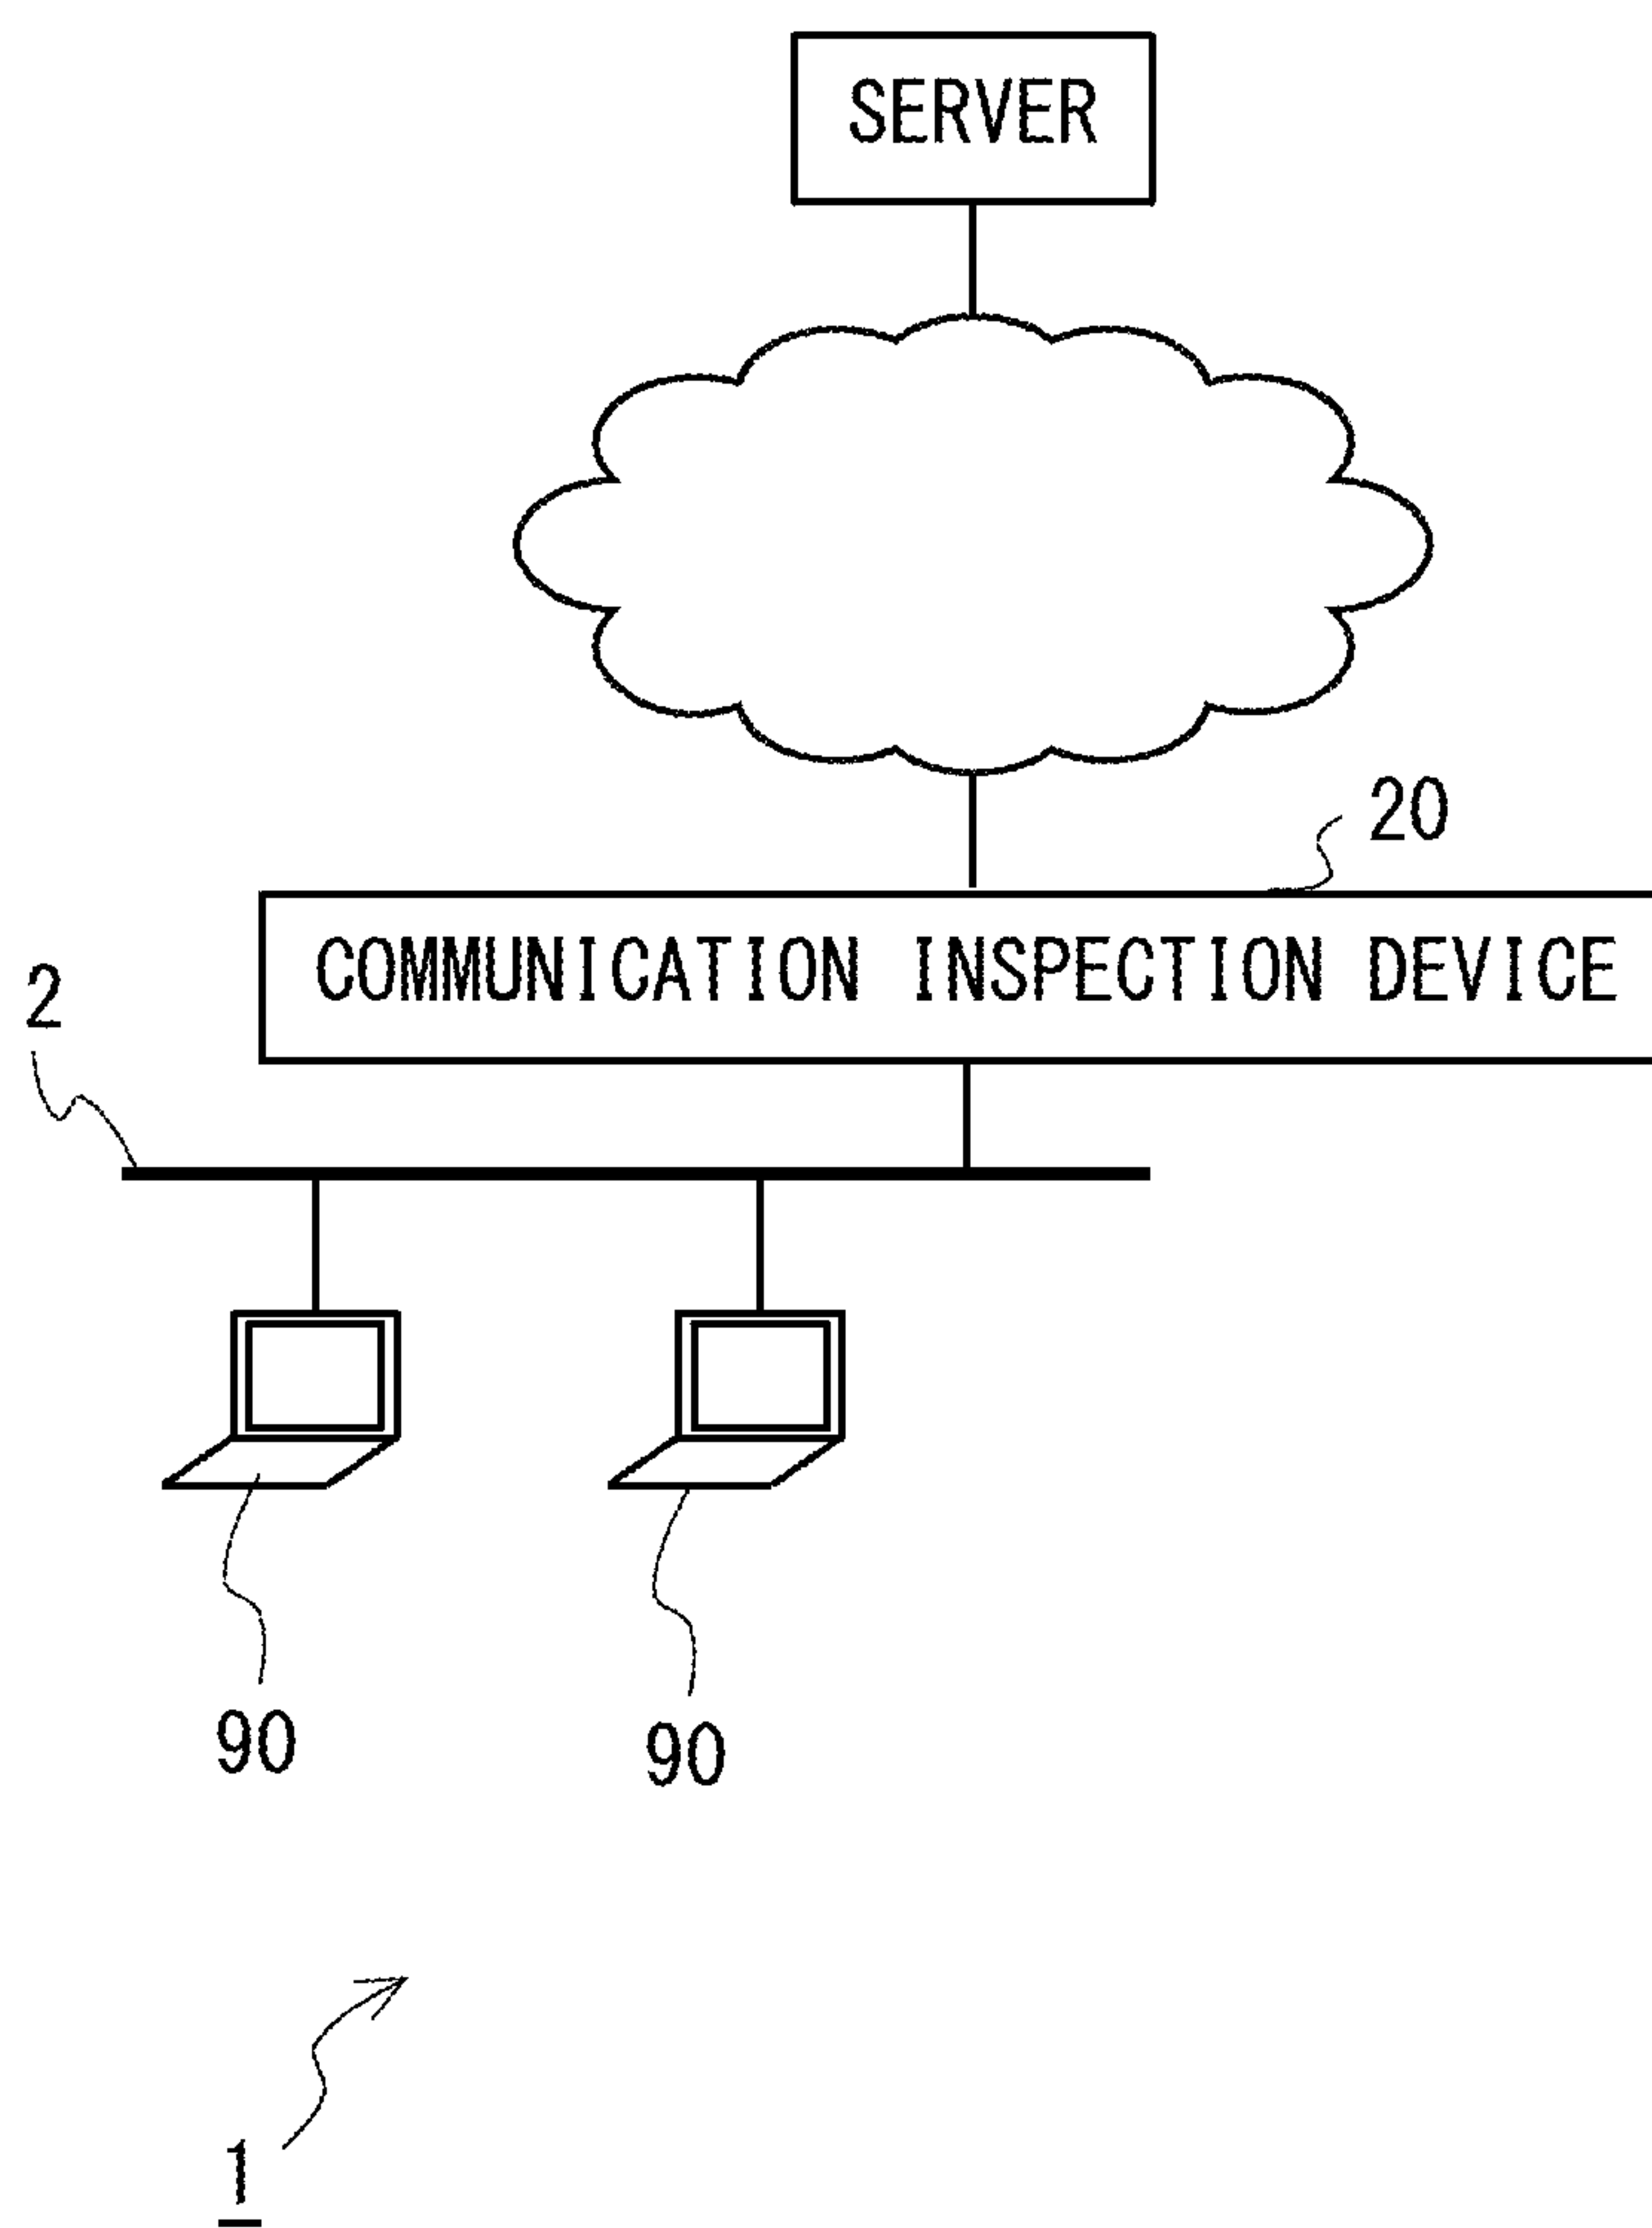 SERVER
20
COMMUNICATION INSPECTION DEVICE
2
90
90
1